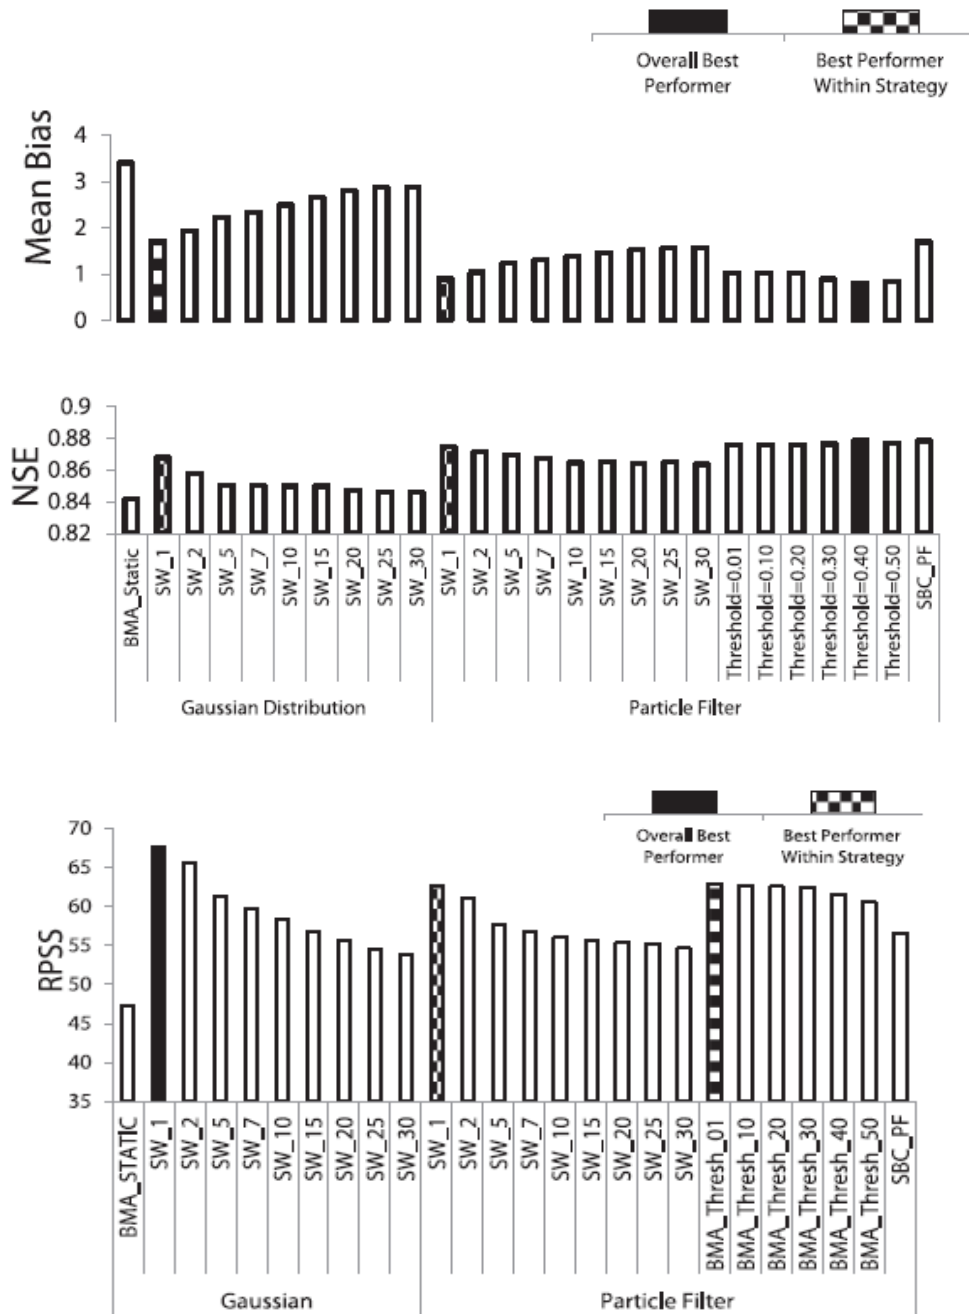 Overall Best
Performer
Best Performer
Within Strategy
Mean Bias
4
3
2
1
0
NSE
0.9
0.88
0.86
0.84
0.82
BMA_Static
SW_1
SW_2
SW_5
SW_7
SW_10
SW_15
SW_20
SW_25
SW_30
SW_1
SW_2
SW_5
SW_7
SW_10
SW_15
SW_20
SW_25
SW_30
Threshold=0.01
Threshold=0.10
Threshold=0.20
Threshold=0.30
Threshold=0.40
Threshold=0.50
SBC_PF
Gaussian Distribution
Particle Filter
Overall Best
Performer
Best Performer
Within Strategy
RPSS
70
65
60
55
50
45
40
35
BMA_STATIC
SW_1
SW_2
SW_5
SW_7
SW_10
SW_15
SW_20
SW_25
SW_30
SW_1
SW_2
SW_5
SW_7
SW_10
SW_15
SW_20
SW_25
SW_30
BMA_Thresh_01
BMA_Thresh_10
BMA_Thresh_20
BMA_Thresh_30
BMA_Thresh_40
BMA_Thresh_50
SBC_PF
Gaussian
Particle Filter